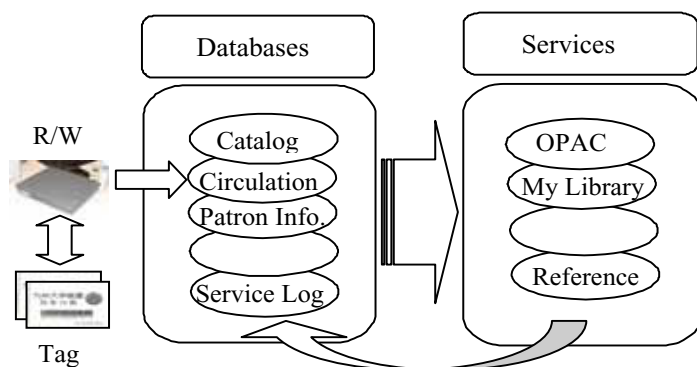 Databases
Services
R/W
Catalog
Circulation
Patron Info.
Service Log
OPAC
My Library
Reference
Tag